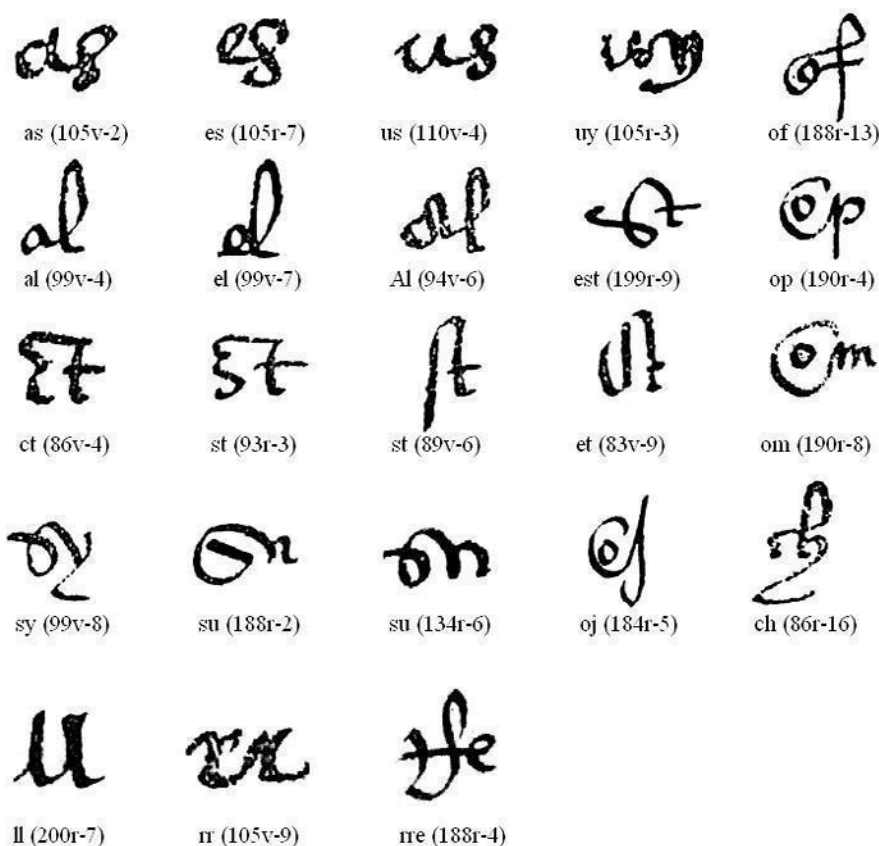 as (105v-2) es (105r-7) us (110v-4) uy (105r-3) of (188r-13)
al (99v-4) el (99v-7) Al (94v-6) est (199r-9) op (190r-4)
ct (86v-4) st (93r-3) st (89v-6) et (83v-9) om (190r-8)
sy (99v-8) su (188r-2) su (134r-6) oj (184r-5) ch (86r-16)
ll (200r-7) rr (105v-9) rre (188r-4)